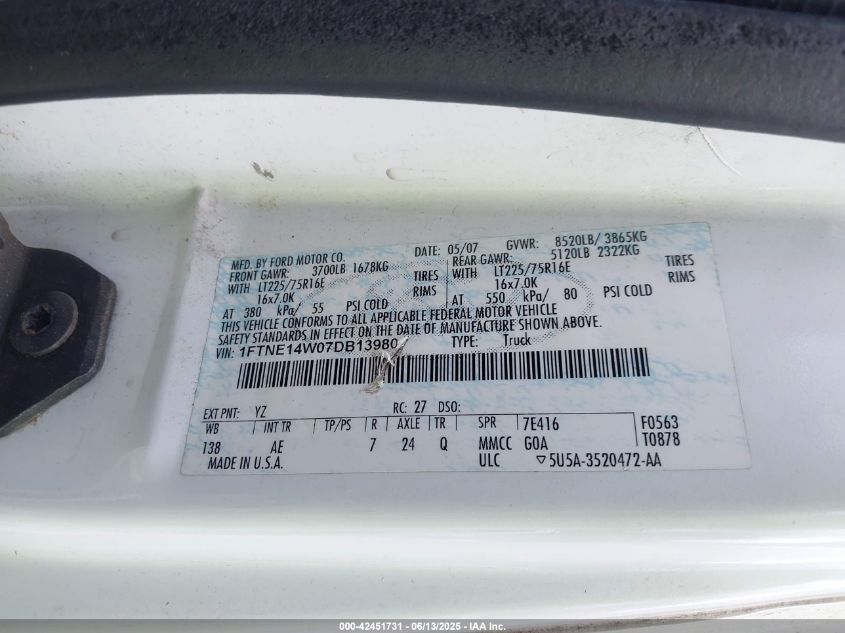 MFD. BY FORD MOTOR CO. DATE: 05/07 GVWR: 8520LB/ 3865KG
FRONT GAWR: 3700LB 1678KG REAR GAWR: 5120LB 2322KG
WITH LT225/75R16E TIRES WITH LT225/75R16E TIRES
16x7.0K RIMS 16x7.0K RIMS
AT 380 kPa/ 55 PSI COLD AT 550 kPa/ 80 PSI COLD
THIS VEHICLE CONFORMS TO ALL APPLICABLE FEDERAL MOTOR VEHICLE
SAFETY STANDARDS IN EFFECT ON THE DATE OF MANUFACTURE SHOWN ABOVE.
VIN: 1FTNE14W07DB13980 TYPE: Truck
EXT PNT: YZ RC: 27 DSO:
WB INT TR TP/PS R AXLE TR SPR 7E416 F0563
138 AE 7 24 Q MMCC GOA T0878
MADE IN U.S.A. ULC ▽5U5A-3520472-AA
000-42451731 - 06/13/2025 - IAA Inc.